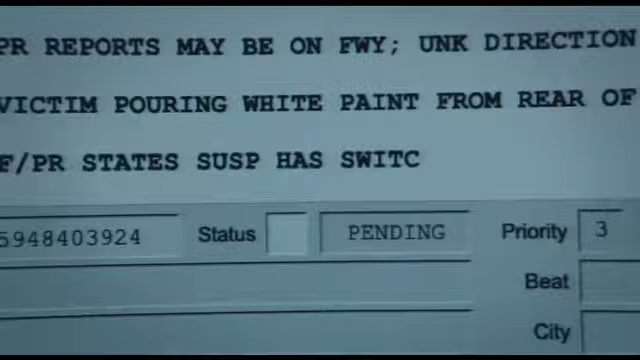 PR REPORTS MAY BE ON FWY; UNK DIRECTION
VICTIM POURING WHITE PAINT FROM REAR OF
F/PR STATES SUSP HAS SWITC
5948403924 Status PENDING Priority 3
Beat
City